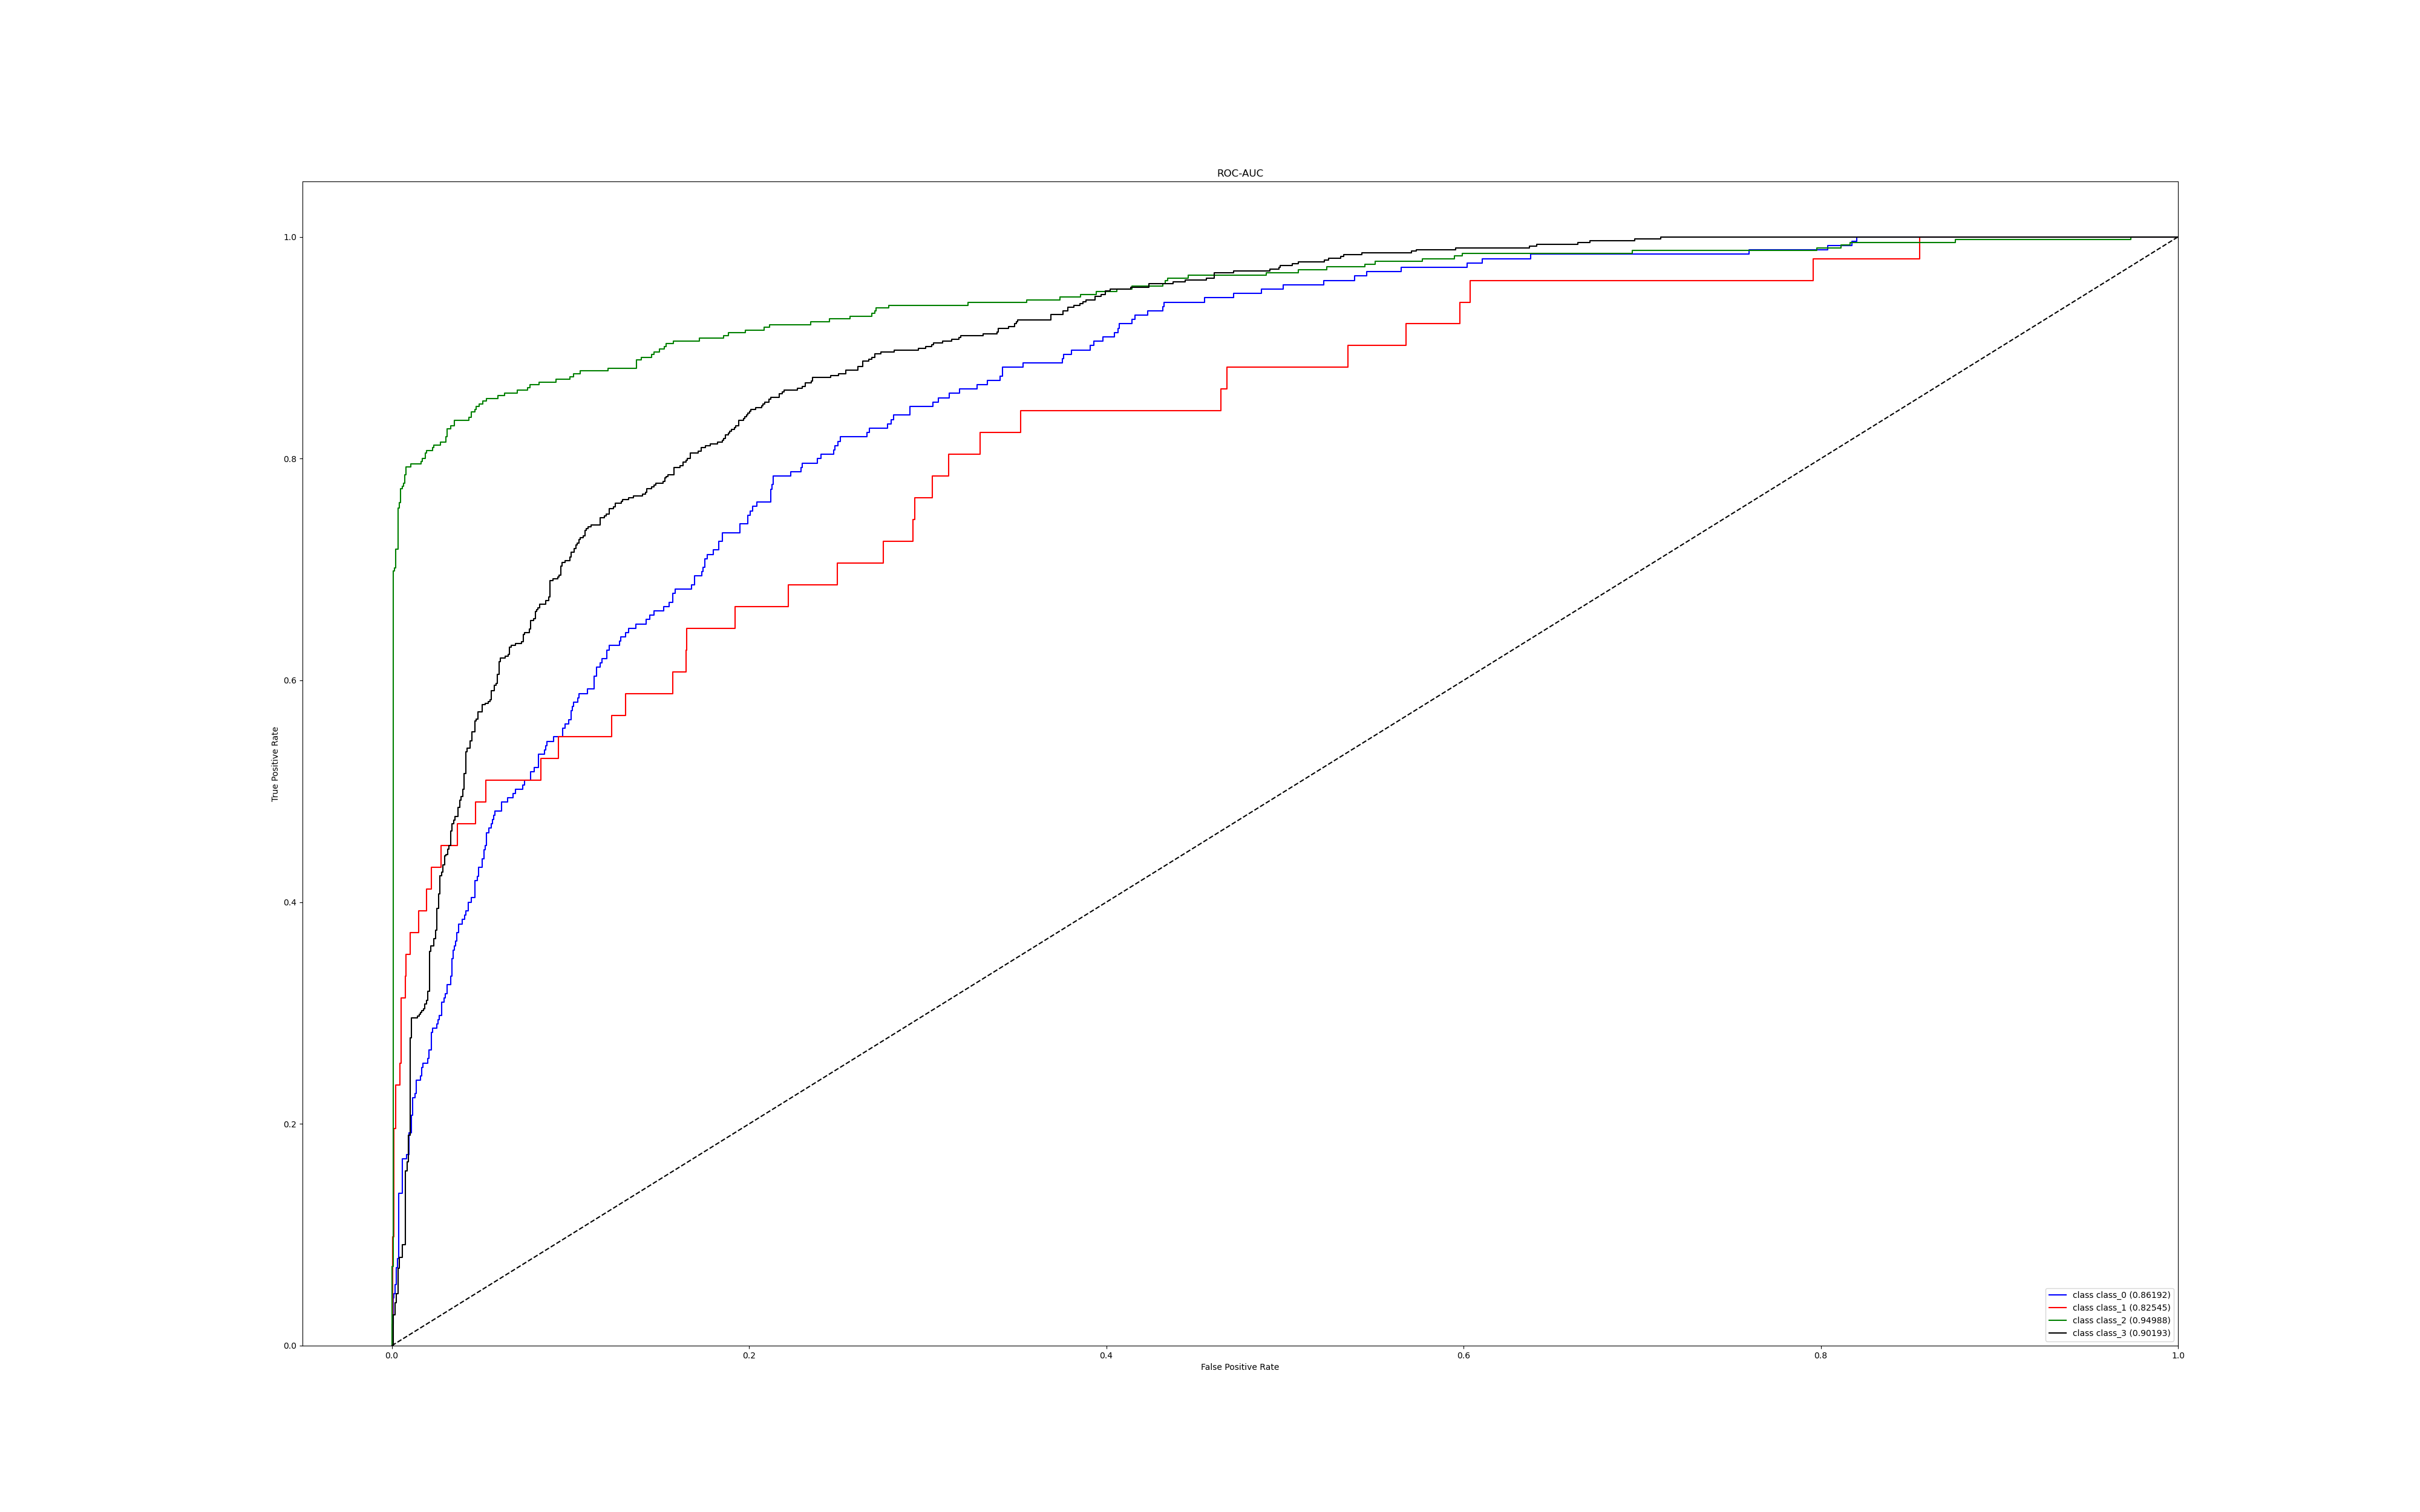 ROC-AUC
1.0
0.8
0.6
0.4
0.2
0.0
True Positive Rate
0.0 0.2 0.4 0.6 0.8 1.0
False Positive Rate
class class_0 (0.86192)
class class_1 (0.82545)
class class_2 (0.94988)
class class_3 (0.90193)